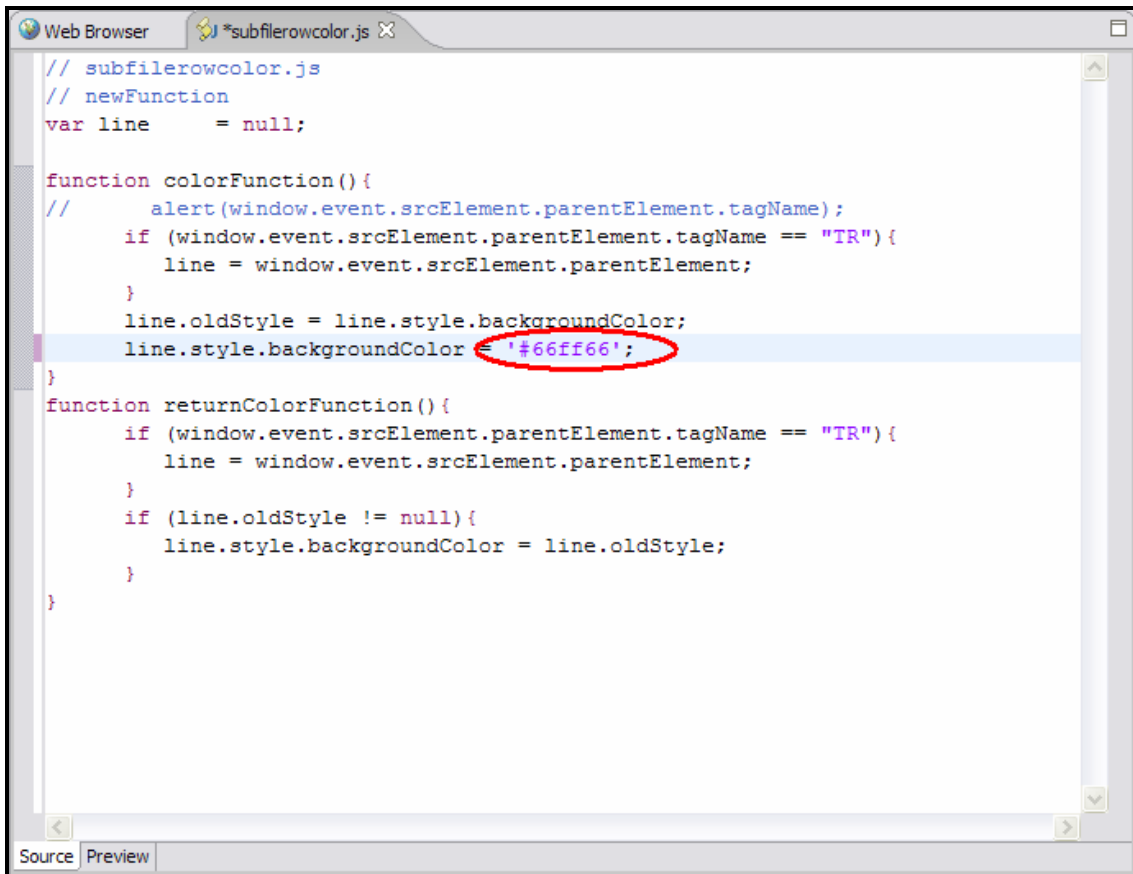 Web Browser
*subfilerowcolor.js
// subfilerowcolor.js
// newFunction
var line     = null;
function colorFunction(){
//      alert(window.event.srcElement.parentElement.tagName);
      if (window.event.srcElement.parentElement.tagName == "TR"){
         line = window.event.srcElement.parentElement;
      }
      line.oldStyle = line.style.backgroundColor;
      line.style.backgroundColor = '#66ff66';
}
function returnColorFunction(){
      if (window.event.srcElement.parentElement.tagName == "TR"){
         line = window.event.srcElement.parentElement;
      }
      if (line.oldStyle != null){
         line.style.backgroundColor = line.oldStyle;
      }
}
Source Preview